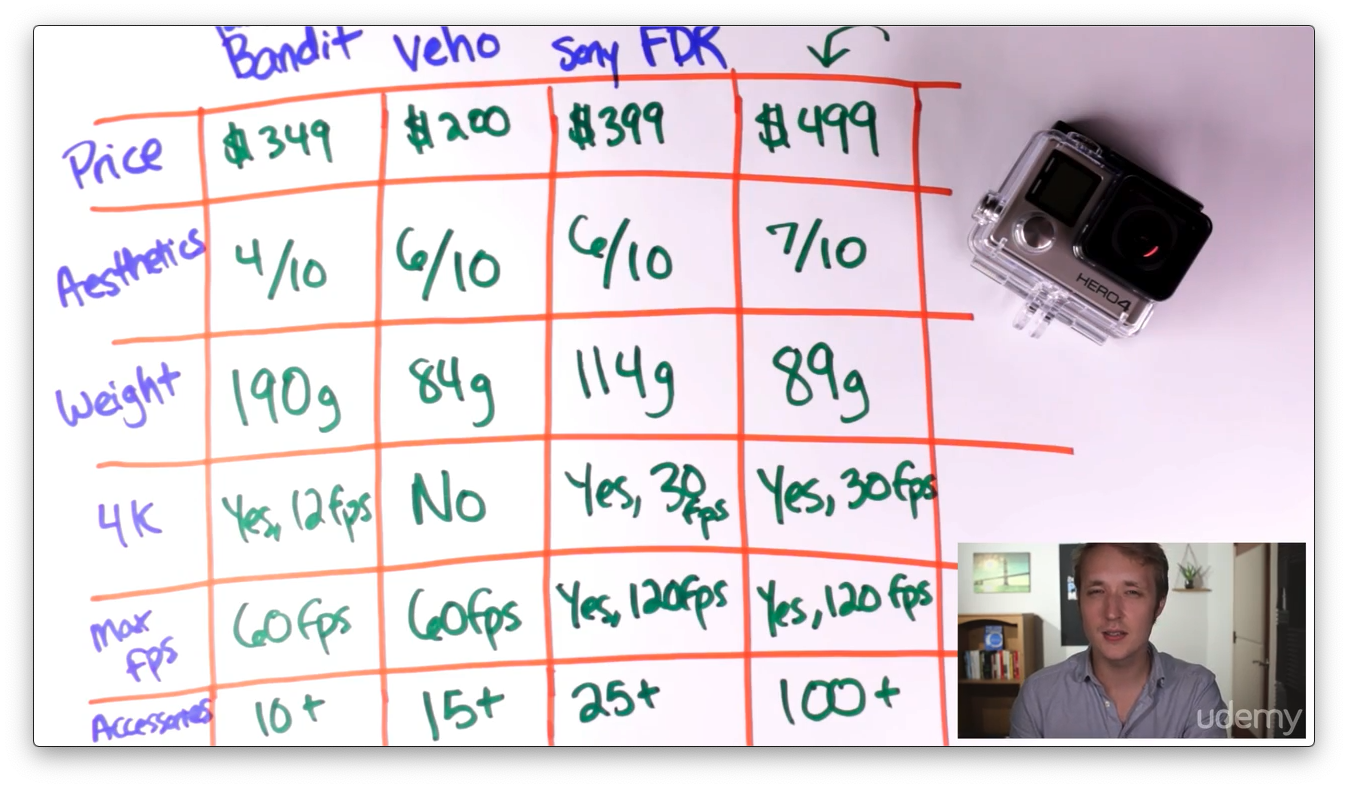 Bandit Veho Sony FDR
Price $349 $200 $399 $499
Aesthetics 4/10 6/10 6/10 7/10
Weight 190g 84g 114g 89g
4K Yes, 12fps No Yes, 30fps Yes, 30fps
Max fps 60fps 60fps Yes, 120fps Yes, 120fps
Accessories 10+ 15+ 25+ 100+
HERO4
udemy